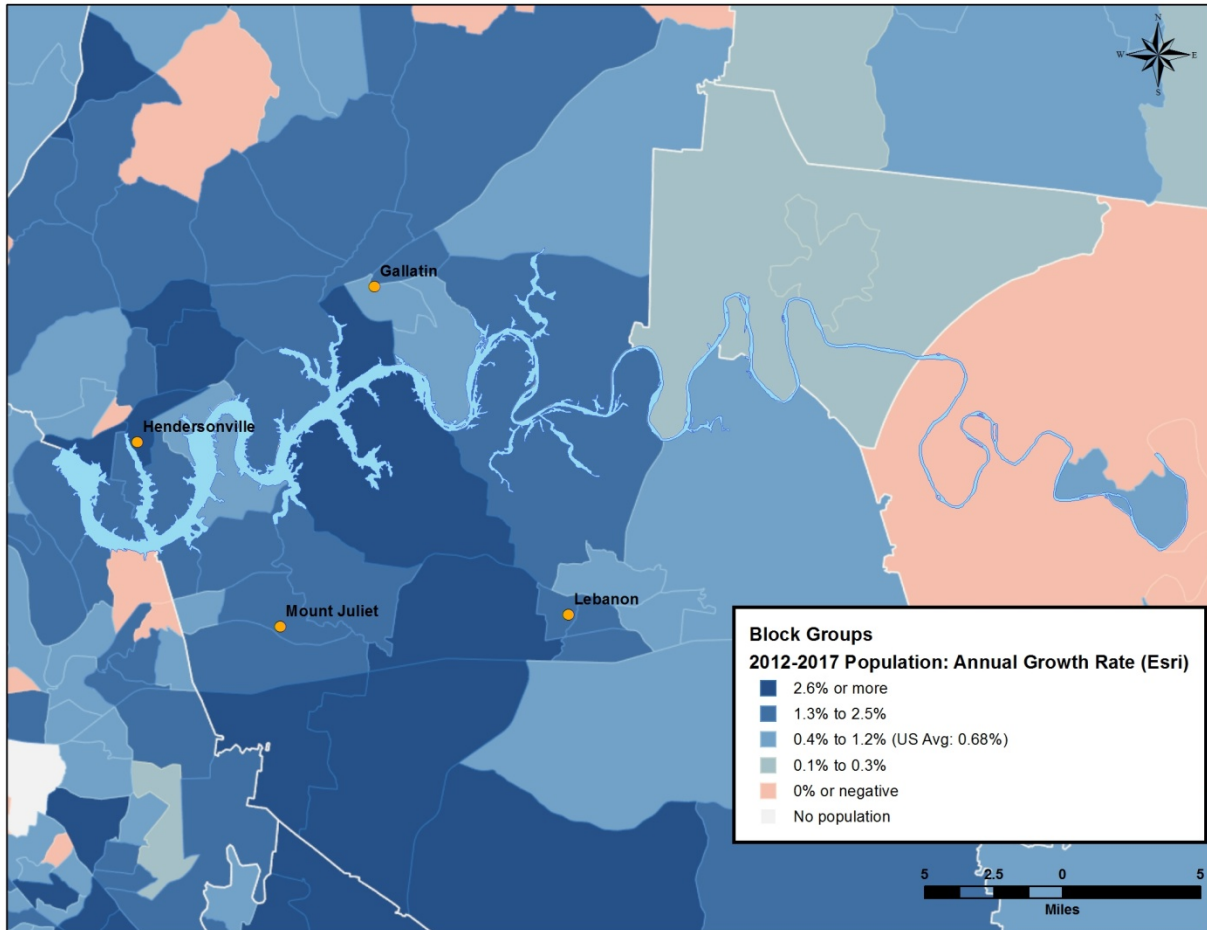 N
W E
S
Gallatin
Hendersonville
Lebanon
Mount Juliet
Block Groups
2012-2017 Population: Annual Growth Rate (Esri)
2.6% or more
1.3% to 2.5%
0.4% to 1.2% (US Avg: 0.68%)
0.1% to 0.3%
0% or negative
No population
5 2.5 0 5
Miles